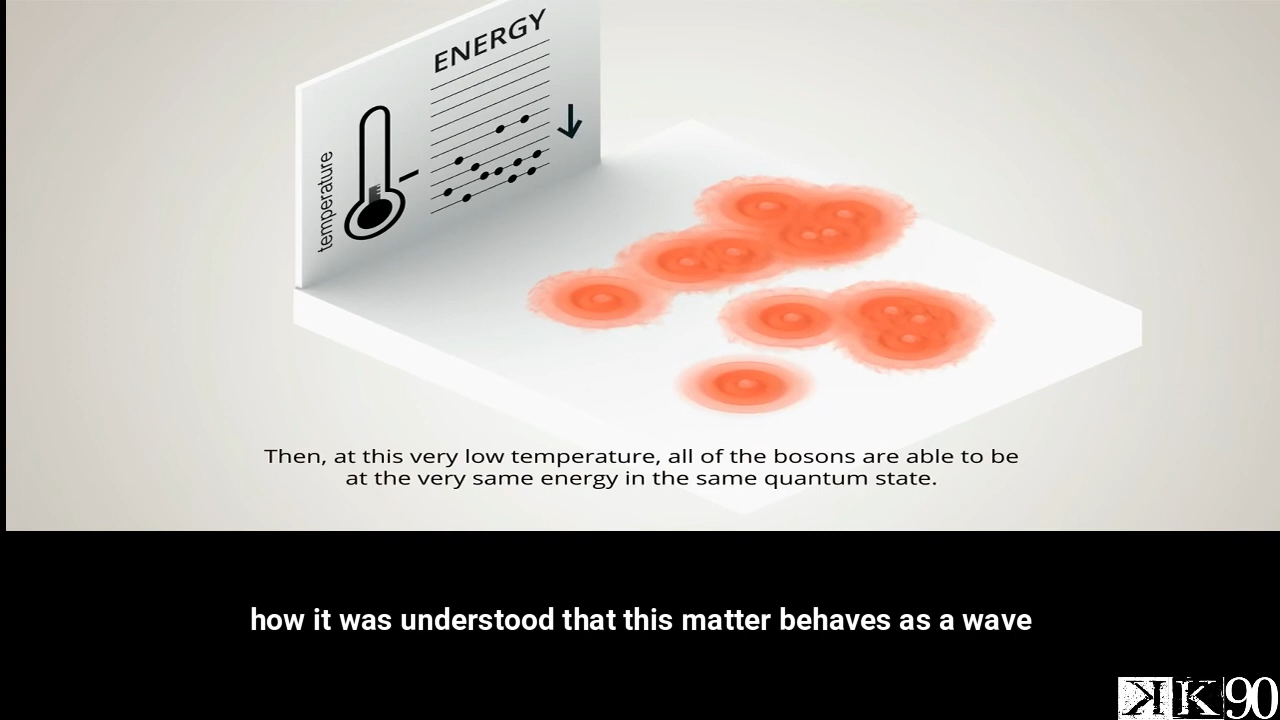 ENERGY
temperature
Then, at this very low temperature, all of the bosons are able to be
at the very same energy in the same quantum state.
how it was understood that this matter behaves as a wave
K K 90